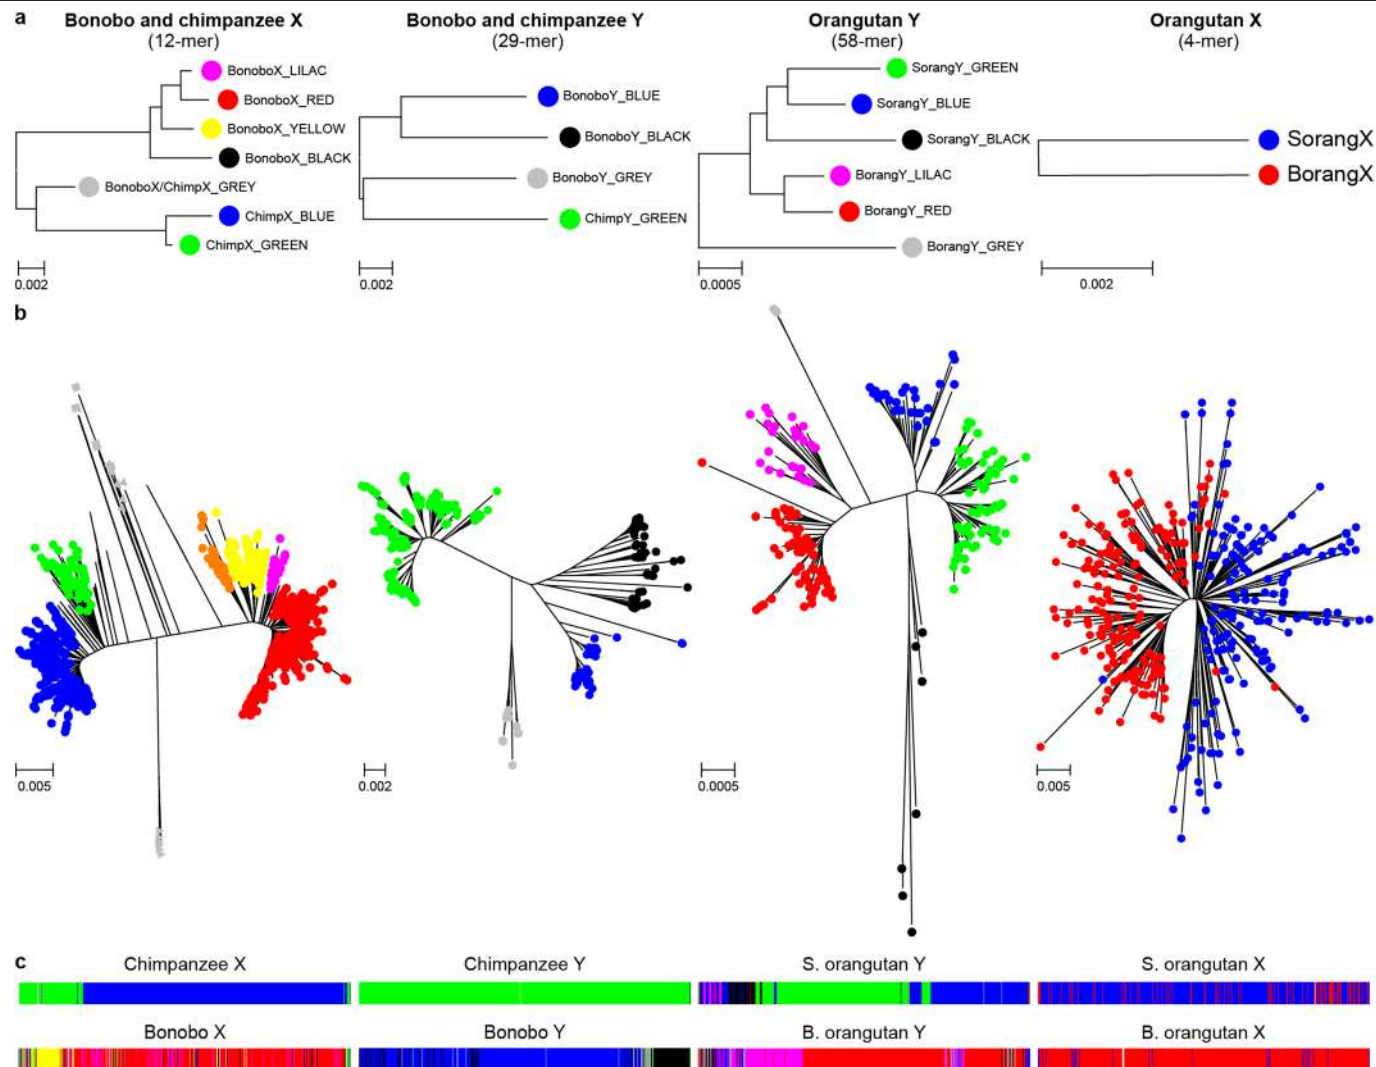 a
Bonobo and chimpanzee X
(12-mer)
BonoboX_LILAC
BonoboX_RED
BonoboX_YELLOW
BonoboX_BLACK
BonoboX/ChimpX_GREY
ChimpX_BLUE
ChimpX_GREEN
0.002
Bonobo and chimpanzee Y
(29-mer)
BonoboY_BLUE
BonoboY_BLACK
BonoboY_GREY
ChimpY_GREEN
0.002
Orangutan Y
(58-mer)
SorangY_GREEN
SorangY_BLUE
SorangY_BLACK
BorangY_LILAC
BorangY_RED
BorangY_GREY
0.0005
Orangutan X
(4-mer)
SorangX
BorangX
0.002
b
0.005
0.002
0.0005
0.005
c
Chimpanzee X
Chimpanzee Y
S. orangutan Y
S. orangutan X
Bonobo X
Bonobo Y
B. orangutan Y
B. orangutan X